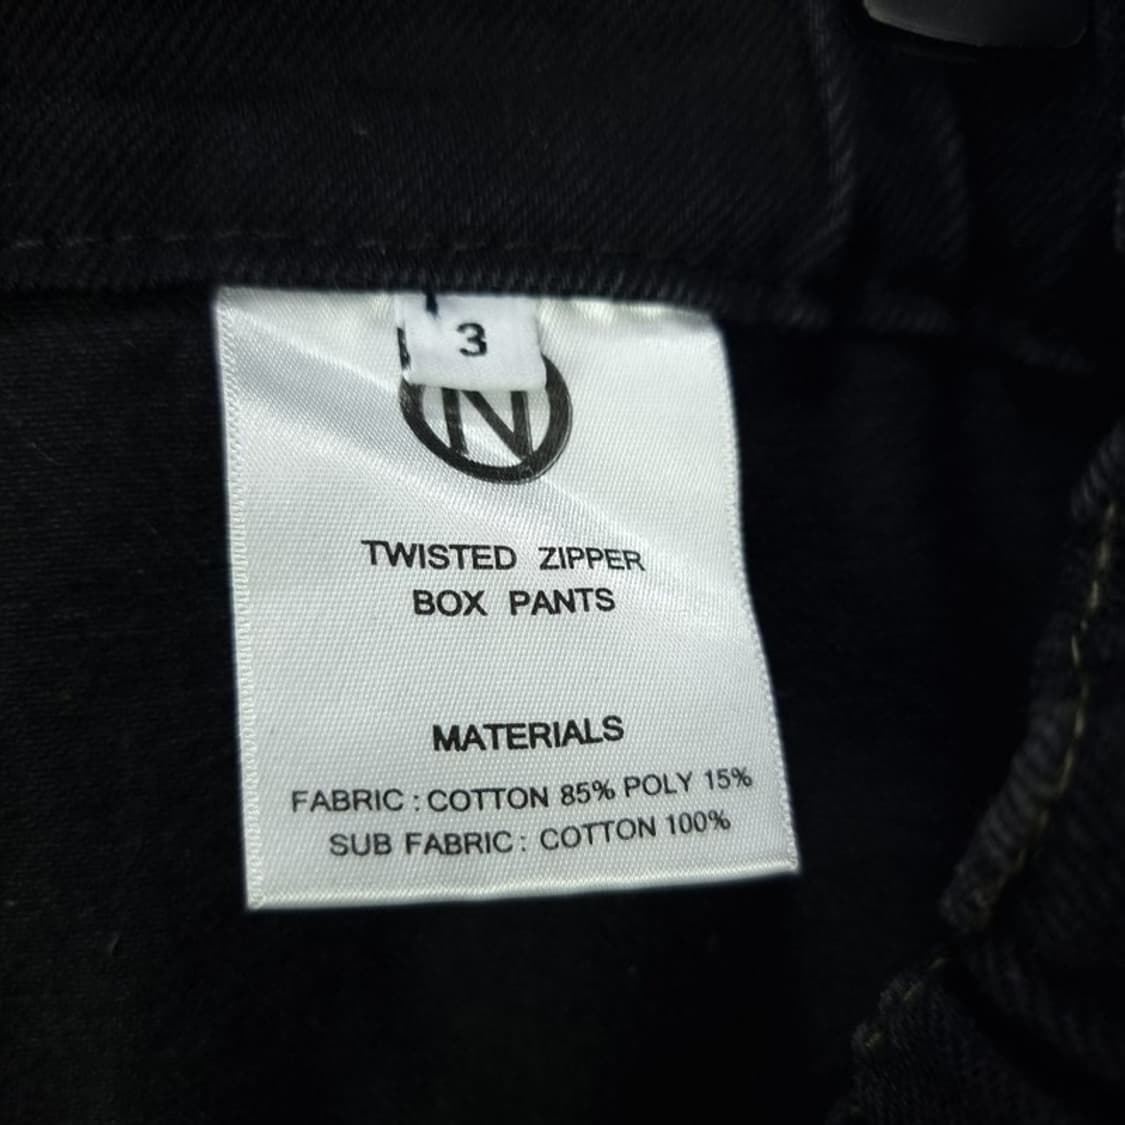 3
N
TWISTED ZIPPER
BOX PANTS
MATERIALS
FABRIC : COTTON 85% POLY 15%
SUB FABRIC : COTTON 100%